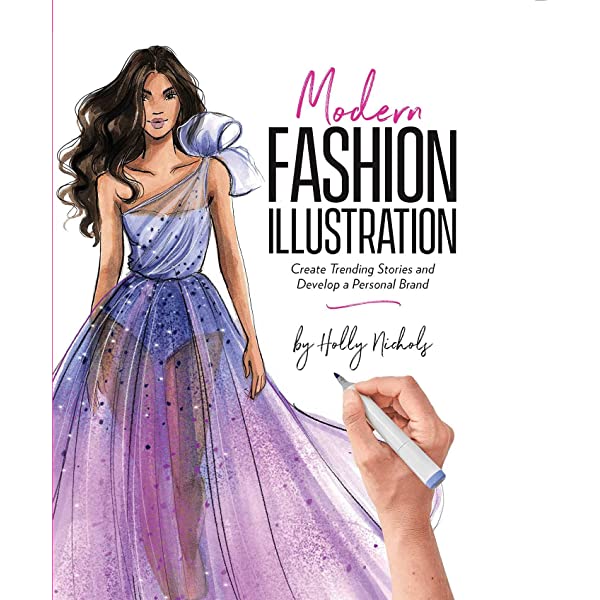 Modern
FASHION
ILLUSTRATION
Create Trending Stories and
Develop a Personal Brand
by Holly Nichols